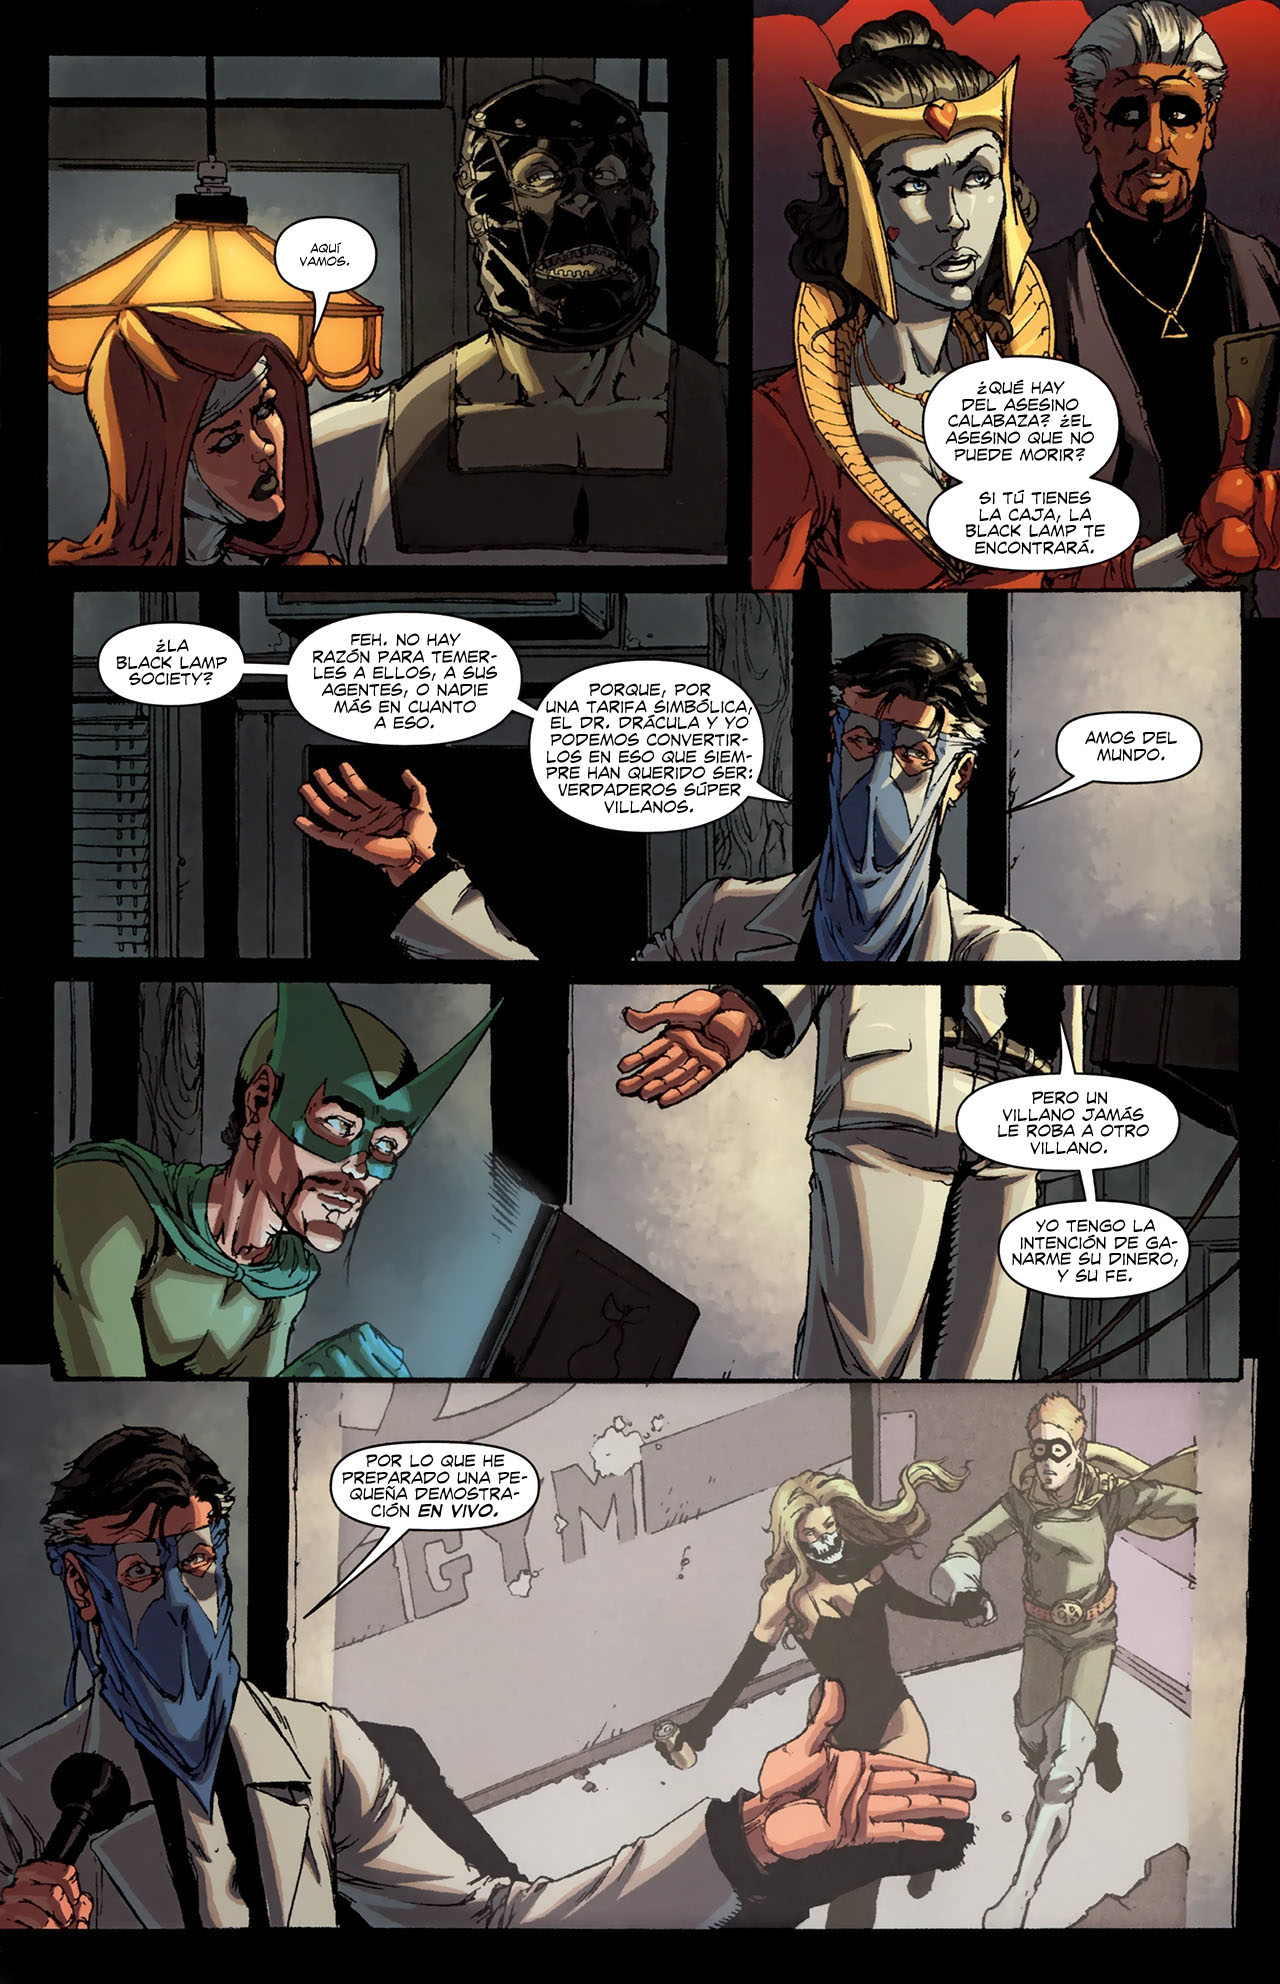 AQUÍ
VAMOS.
¿QUÉ HAY
DEL ASESINO
CALABAZA? ¿EL
ASESINO QUE NO
PUEDE MORIR?
SI TÚ TIENES
LA CAJA, LA
BLACK LAMP TE
ENCONTRARÁ.
¿LA
BLACK LAMP
SOCIETY?
FEH. NO HAY
RAZÓN PARA TEMER-
LES A ELLOS, A SUS
AGENTES, O NADIE
MÁS EN CUANTO
A ESO.
PORQUE, POR
UNA TARIFA SIMBÓLICA,
EL DR. DRÁCULA Y YO
PODEMOS CONVERTIR-
LOS EN ESO QUE SIEM-
PRE HAN QUERIDO SER:
VERDADEROS SÚPER
VILLANOS.
AMOS DEL
MUNDO.
PERO UN
VILLANO JAMÁS
LE ROBA A OTRO
VILLANO.
YO TENGO LA
INTENCIÓN DE GA-
NARME SU DINERO,
Y SU FE.
POR LO QUE HE
PREPARADO UNA PE-
QUEÑA DEMOSTRA-
CIÓN EN VIVO.
GYM